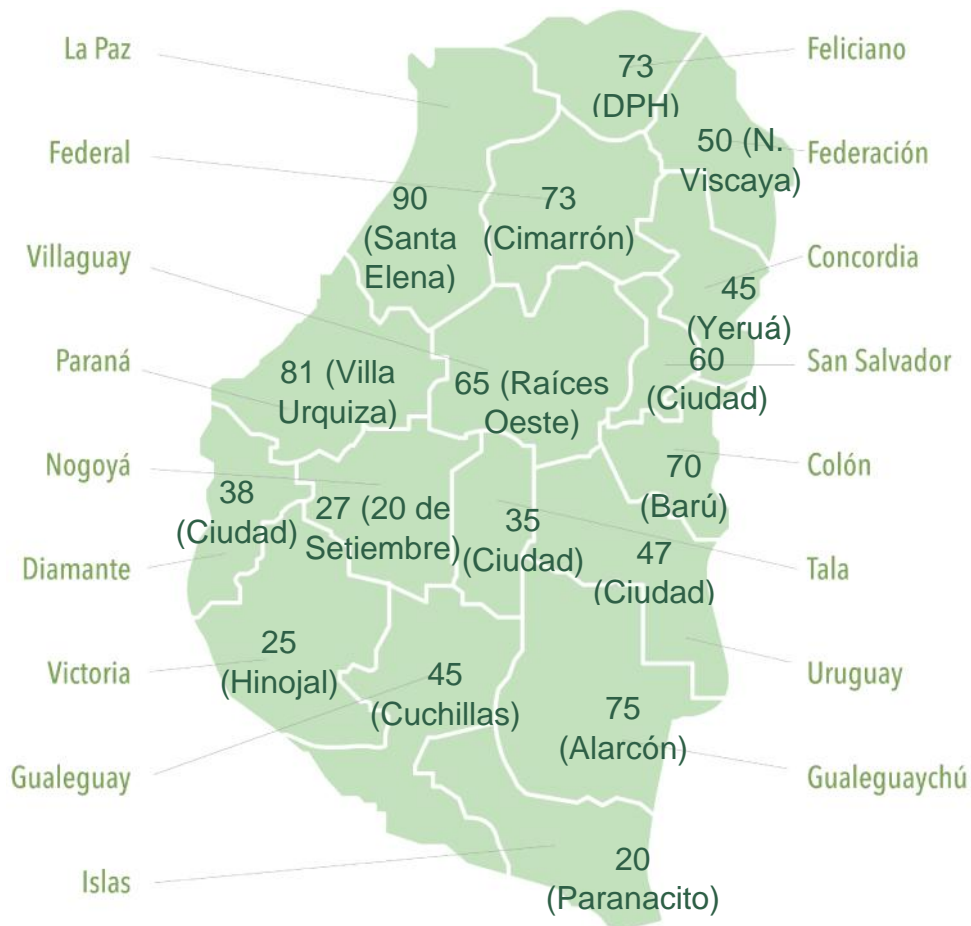 La Paz
Feliciano
73
(DPH)
Federal
50 (N.
Viscaya)
Federación
90
(Santa
Elena)
73
(Cimarrón)
Villaguay
Concordia
45
(Yeruá)
Paraná
81 (Villa
Urquiza)
65 (Raíces
Oeste)
60
(Ciudad)
San Salvador
Nogoyá
Colón
70
(Barú)
38
(Ciudad)
27 (20 de
Setiembre)
35
(Ciudad)
47
(Ciudad)
Diamante
Tala
Victoria
25
(Hinojal)
45
(Cuchillas)
Uruguay
75
(Alarcón)
Gualeguay
Gualeguaychú
Islas
20
(Paranacito)